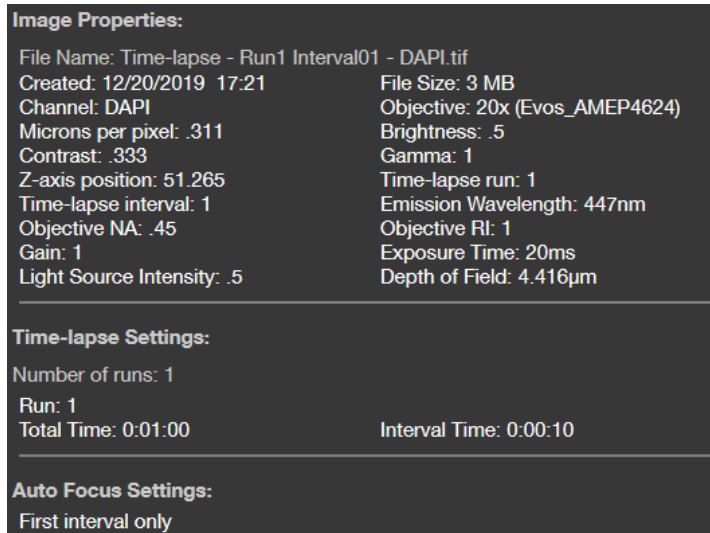 Image Properties:
File Name: Time-lapse - Run1 Interval01 - DAPI.tif
Created: 12/20/2019  17:21 File Size: 3 MB
Channel: DAPI Objective: 20x (Evos_AMEP4624)
Microns per pixel: .311 Brightness: .5
Contrast: .333 Gamma: 1
Z-axis position: 51.265 Time-lapse run: 1
Time-lapse interval: 1 Emission Wavelength: 447nm
Objective NA: .45 Objective RI: 1
Gain: 1 Exposure Time: 20ms
Light Source Intensity: .5 Depth of Field: 4.416µm
Time-lapse Settings:
Number of runs: 1
Run: 1
Total Time: 0:01:00 Interval Time: 0:00:10
Auto Focus Settings:
First interval only